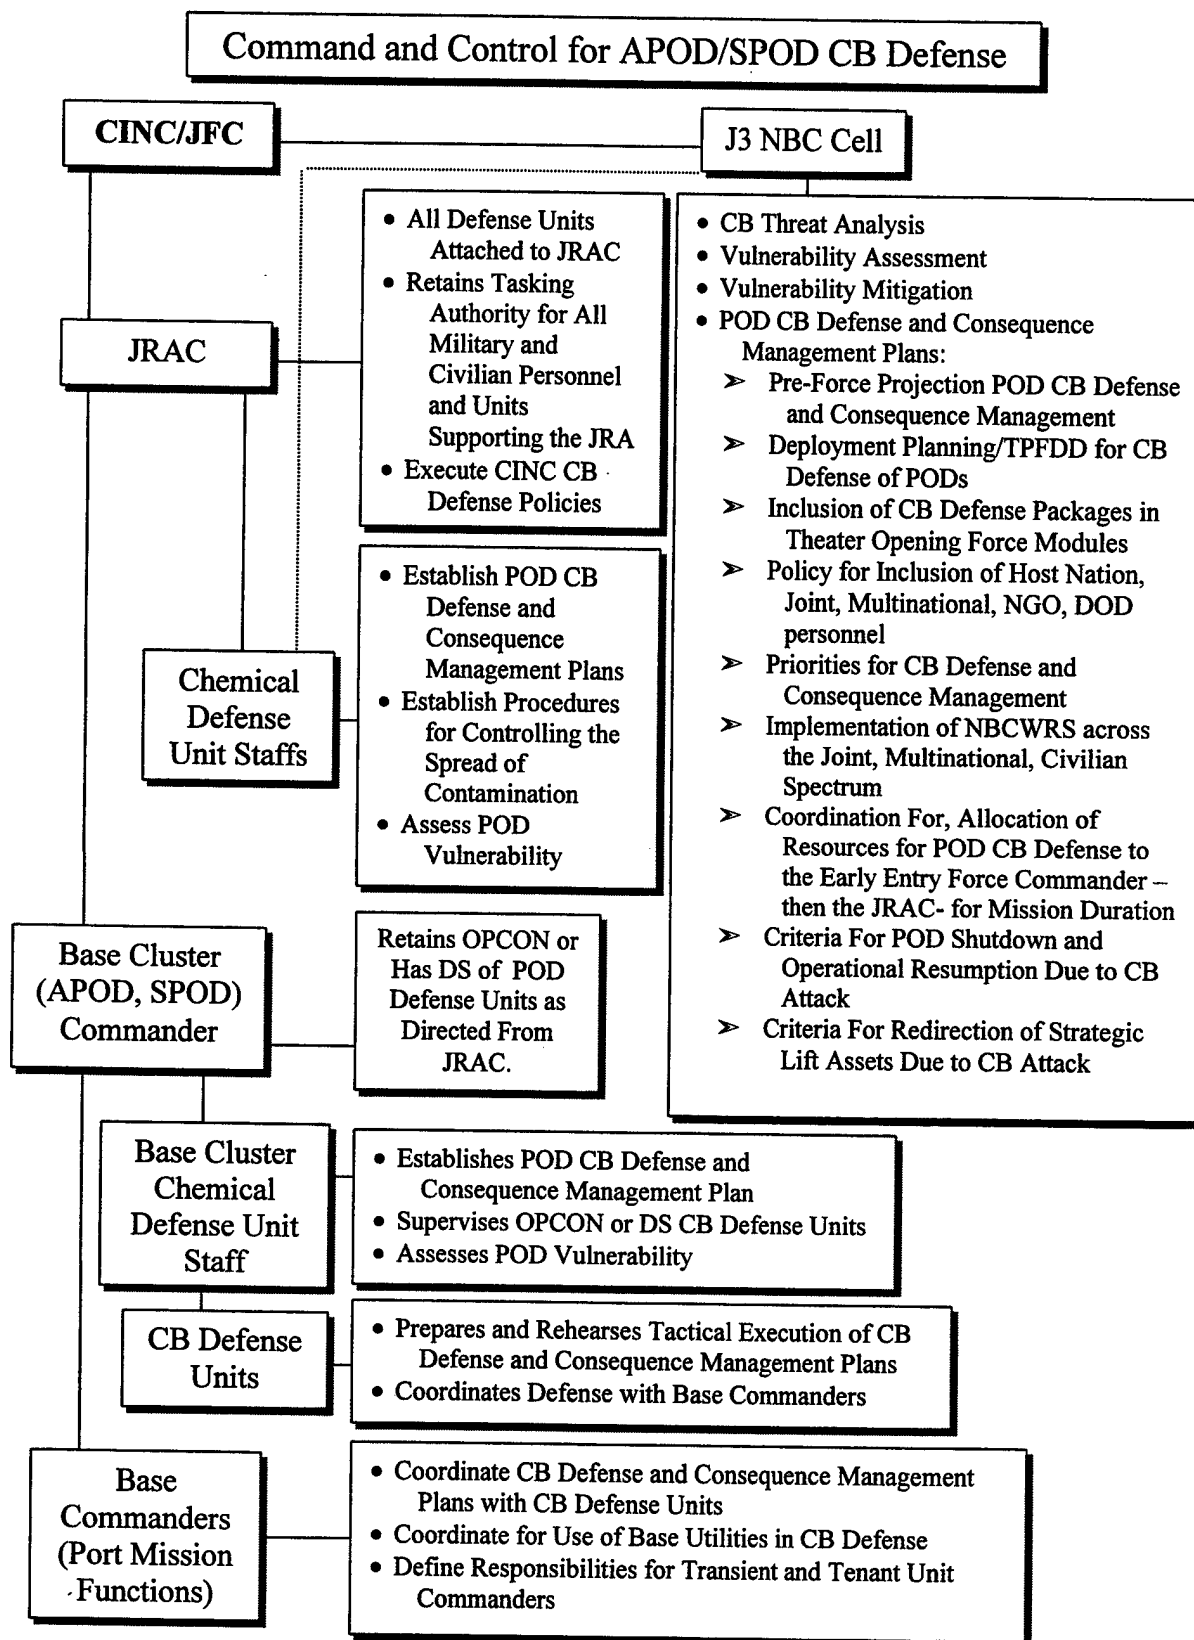 Command and Control for APOD/SPOD CB Defense
CINC/JFC
J3 NBC Cell
• All Defense Units
Attached to JRAC
• Retains Tasking
Authority for All
Military and
Civilian Personnel
and Units
Supporting the JRA
• Execute CINC CB
Defense Policies
• CB Threat Analysis
• Vulnerability Assessment
• Vulnerability Mitigation
• POD CB Defense and Consequence
Management Plans:
➢ Pre-Force Projection POD CB Defense
and Consequence Management
➢ Deployment Planning/TPFDD for CB
Defense of PODs
➢ Inclusion of CB Defense Packages in
Theater Opening Force Modules
➢ Policy for Inclusion of Host Nation,
Joint, Multinational, NGO, DOD
personnel
➢ Priorities for CB Defense and
Consequence Management
➢ Implementation of NBCWRS across
the Joint, Multinational, Civilian
Spectrum
➢ Coordination For, Allocation of
Resources for POD CB Defense to
the Early Entry Force Commander –
then the JRAC- for Mission Duration
➢ Criteria For POD Shutdown and
Operational Resumption Due to CB
Attack
➢ Criteria For Redirection of Strategic
Lift Assets Due to CB Attack
JRAC
• Establish POD CB
Defense and
Consequence
Management Plans
• Establish Procedures
for Controlling the
Spread of
Contamination
• Assess POD
Vulnerability
Chemical
Defense
Unit Staffs
Base Cluster
(APOD, SPOD)
Commander
Retains OPCON or
Has DS of POD
Defense Units as
Directed From
JRAC.
Base Cluster
Chemical
Defense Unit
Staff
• Establishes POD CB Defense and
Consequence Management Plan
• Supervises OPCON or DS CB Defense Units
• Assesses POD Vulnerability
CB Defense
Units
• Prepares and Rehearses Tactical Execution of CB
Defense and Consequence Management Plans
• Coordinates Defense with Base Commanders
Base
Commanders
(Port Mission
Functions)
• Coordinate CB Defense and Consequence Management
Plans with CB Defense Units
• Coordinate for Use of Base Utilities in CB Defense
• Define Responsibilities for Transient and Tenant Unit
Commanders